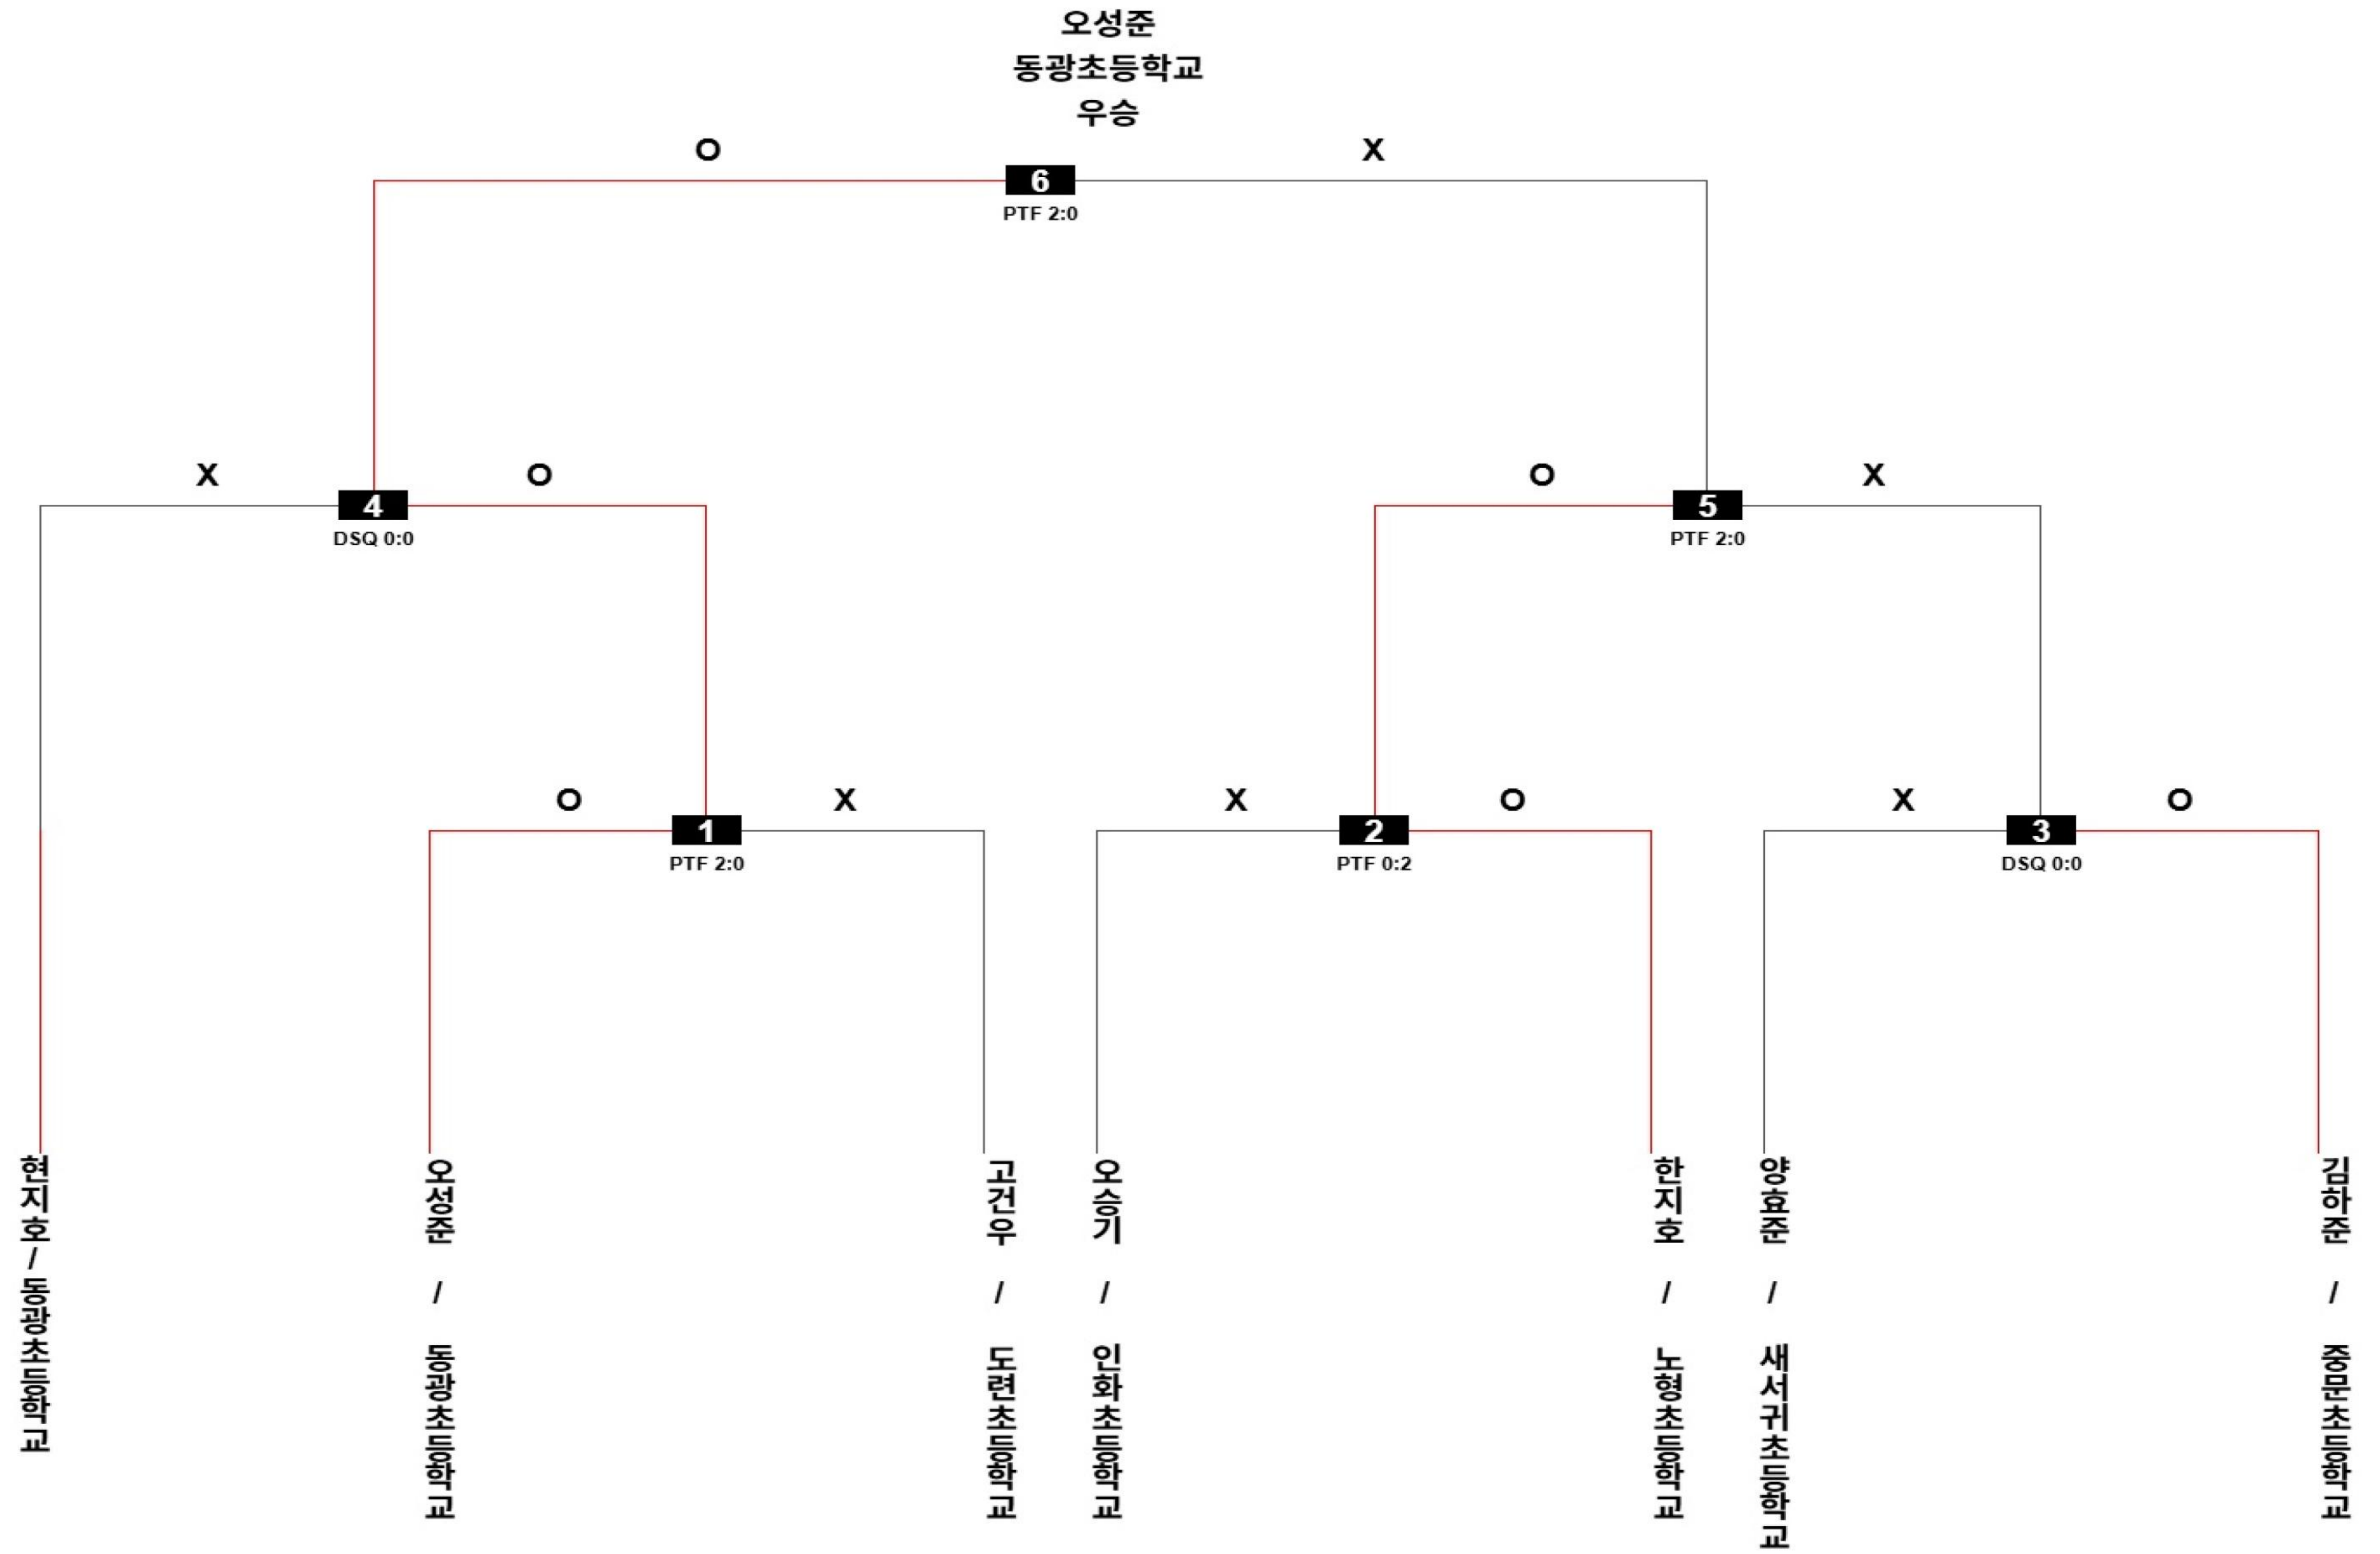 오성준
동광초등학교
우승
O
X
6
PTF 2:0
X
O
4
DSQ 0:0
O
X
5
PTF 2:0
O
X
1
PTF 2:0
X
O
2
PTF 0:2
X
O
3
DSQ 0:0
현지호/동광초등학교
오성준 / 동광초등학교
고건우 / 도련초등학교
오승기 / 인화초등학교
한지호 / 노형초등학교
양효준 / 새서귀초등학교
김하준 / 중문초등학교